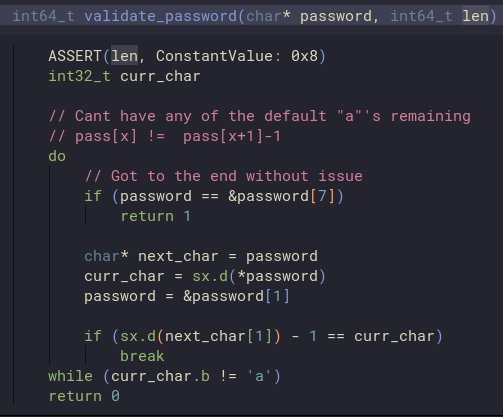 int64_t validate_password(char* password, int64_t len)
ASSERT(len, ConstantValue: 0x8)
int32_t curr_char
// Cant have any of the default "a"'s remaining
// pass[x] !=  pass[x+1]-1
do
// Got to the end without issue
if (password == &password[7])
return 1
char* next_char = password
curr_char = sx.d(*password)
password = &password[1]
if (sx.d(next_char[1]) - 1 == curr_char)
break
while (curr_char.b != 'a')
return 0